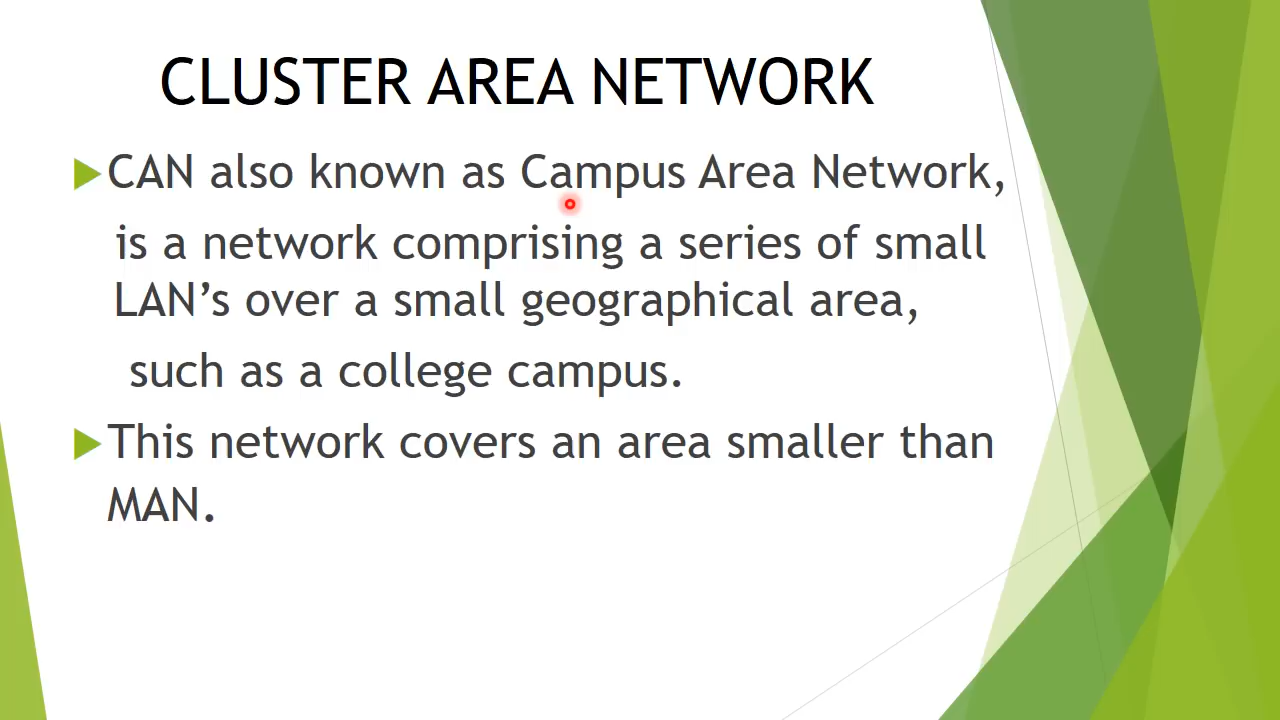 CLUSTER AREA NETWORK
CAN also known as Campus Area Network,
is a network comprising a series of small
LAN’s over a small geographical area,
such as a college campus.
This network covers an area smaller than
MAN.